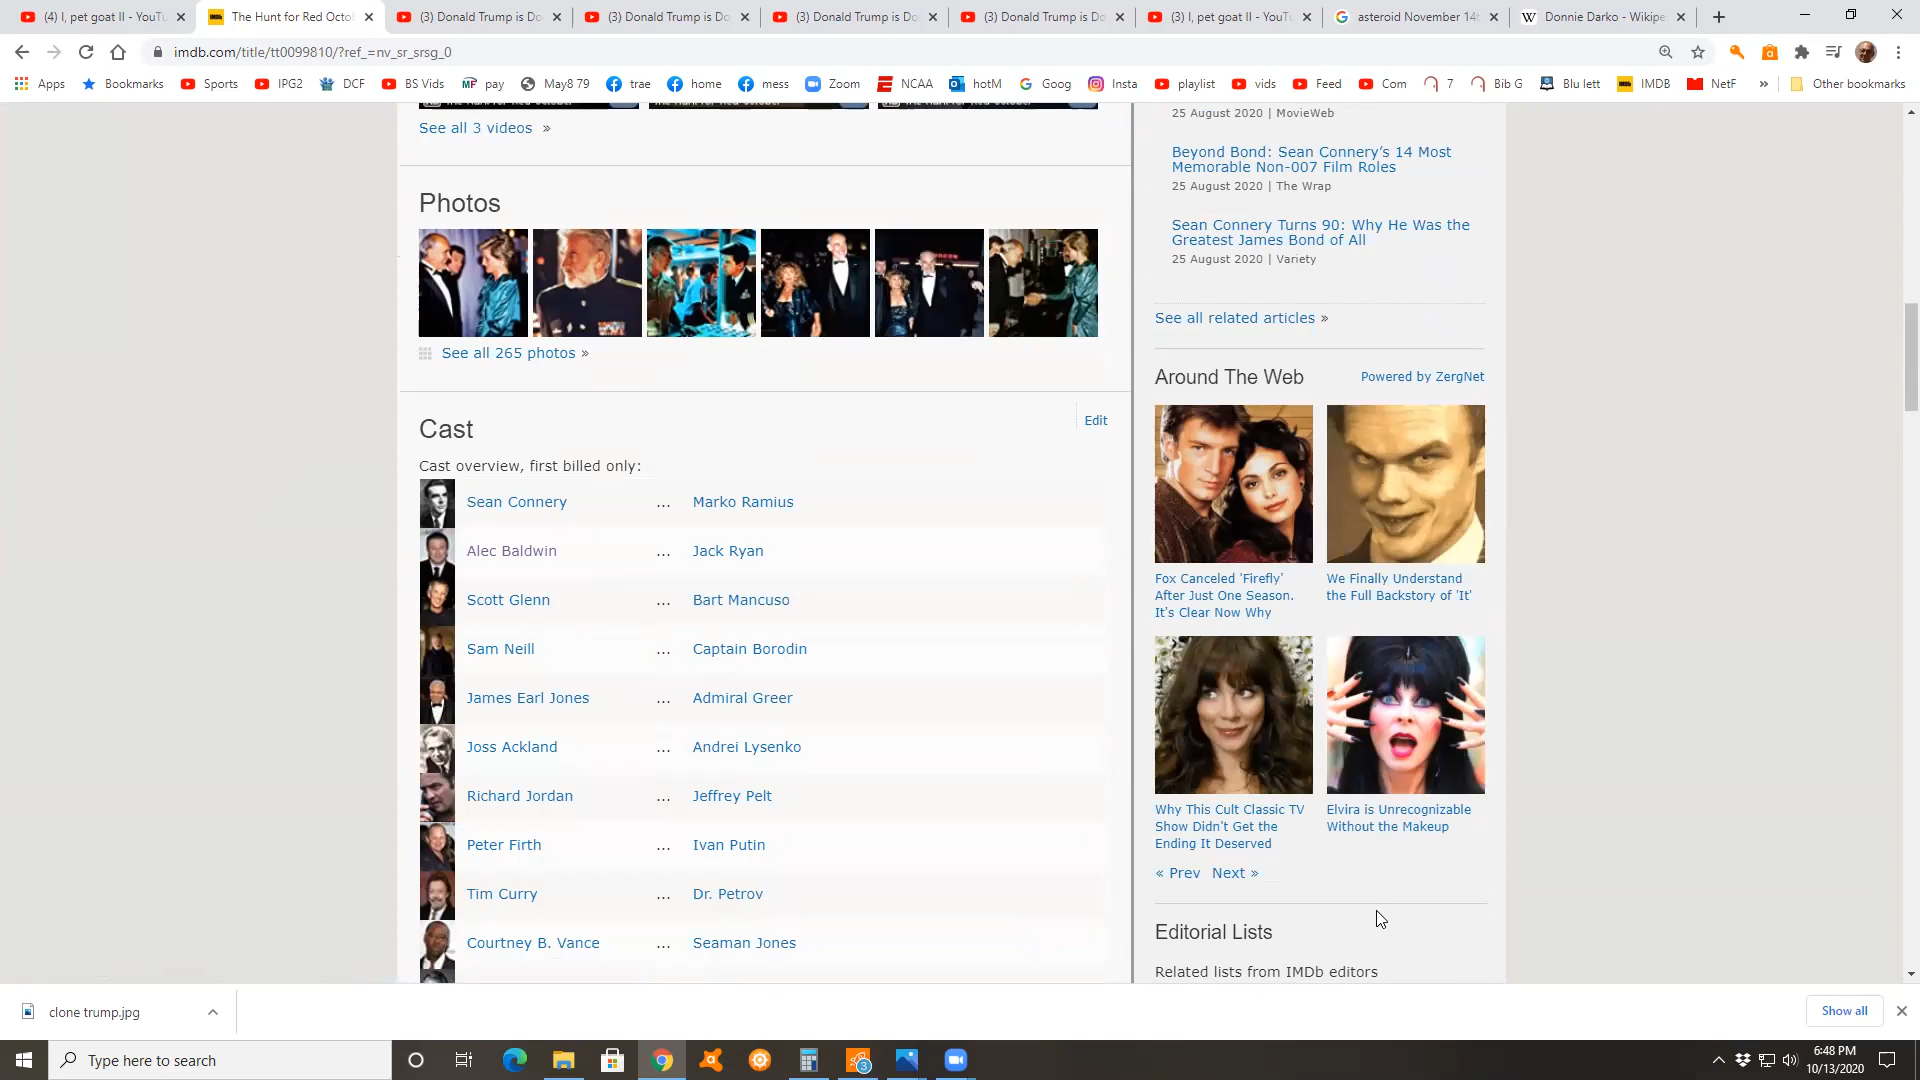 (4) I, pet goat II - YouTu
The Hunt for Red Octo
(3) Donald Trump is Do
(3) Donald Trump is Do
(3) Donald Trump is Do
(3) Donald Trump is Do
(3) I, pet goat II - YouTu
asteroid November 14t
Donnie Darko - Wikipe
imdb.com/title/tt0099810/?ref_=nv_sr_srsg_0
Apps
Bookmarks
Sports
IPG2
DCF
BS Vids
MP pay
May8 79
trae
home
mess
Zoom
NCAA
hotM
Goog
Insta
playlist
vids
Feed
Com
7
Bib G
Blu lett
IMDB
NetF
»
Other bookmarks
See all 3 videos »
Photos
See all 265 photos »
Cast
Edit
Cast overview, first billed only:
Sean Connery ... Marko Ramius
Alec Baldwin ... Jack Ryan
Scott Glenn ... Bart Mancuso
Sam Neill ... Captain Borodin
James Earl Jones ... Admiral Greer
Joss Ackland ... Andrei Lysenko
Richard Jordan ... Jeffrey Pelt
Peter Firth ... Ivan Putin
Tim Curry ... Dr. Petrov
Courtney B. Vance ... Seaman Jones
25 August 2020 | MovieWeb
Beyond Bond: Sean Connery’s 14 Most
Memorable Non-007 Film Roles
25 August 2020 | The Wrap
Sean Connery Turns 90: Why He Was the
Greatest James Bond of All
25 August 2020 | Variety
See all related articles »
Around The Web
Powered by ZergNet
Fox Canceled 'Firefly'
After Just One Season.
It's Clear Now Why
We Finally Understand
the Full Backstory of 'It'
Why This Cult Classic TV
Show Didn't Get the
Ending It Deserved
Elvira is Unrecognizable
Without the Makeup
« Prev Next »
Editorial Lists
Related lists from IMDb editors
clone trump.jpg
Show all
Type here to search
3
6:48 PM
10/13/2020